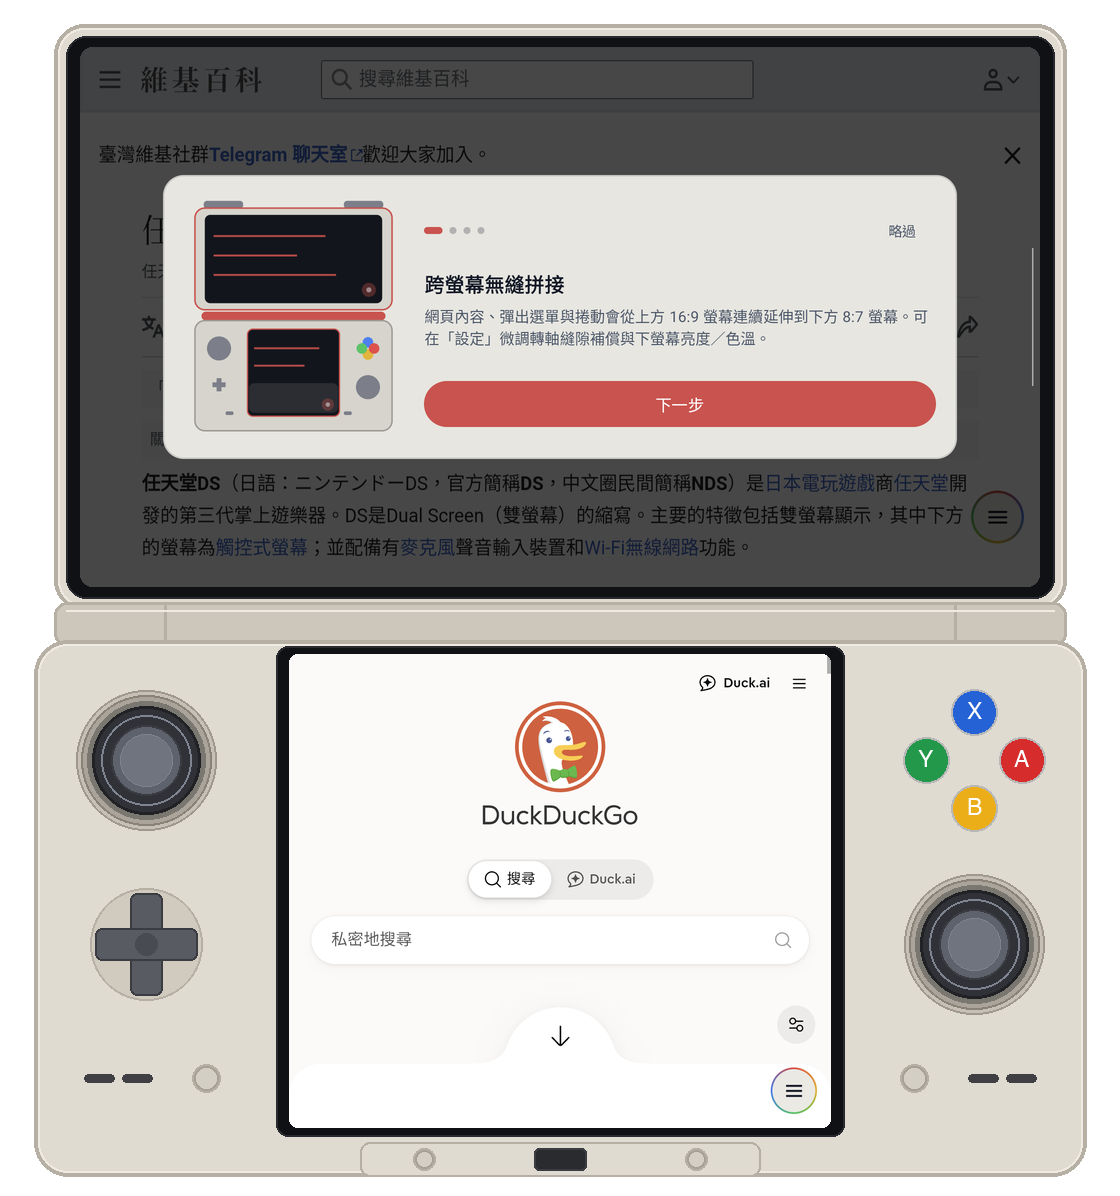 維基百科
搜尋維基百科
臺灣維基社群Telegram 聊天室歡迎大家加入。
任
任天
略過
跨螢幕無縫拼接
網頁內容、彈出選單與捲動會從上方 16:9 螢幕連續延伸到下方 8:7 螢幕。可
在「設定」微調轉軸縫隙補償與下螢幕亮度／色溫。
下一步
關
任天堂DS（日語：ニンテンドーDS，官方簡稱DS，中文圈民間簡稱NDS）是日本電玩遊戲商任天堂開
發的第三代掌上遊樂器。DS是Dual Screen（雙螢幕）的縮寫。主要的特徵包括雙螢幕顯示，其中下方
的螢幕為觸控式螢幕；並配備有麥克風聲音輸入裝置和Wi-Fi無線網路功能。
Duck.ai
DuckDuckGo
搜尋 Duck.ai
私密地搜尋
X
Y
A
B